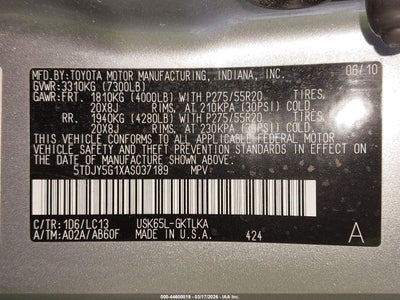 MFD.BY: TOYOTA MOTOR MANUFACTURING, INDIANA, INC. 06/10
GVWR: 3310KG (7300LB)
GAWR: FRT. 1810KG (4000LB) WITH P275/55R20 TIRES,
20X8J RIMS, AT 210KPA (30PSI) COLD.
RR. 1940KG (4280LB) WITH P275/55R20 TIRES,
20X8J RIMS, AT 230KPA (33PSI) COLD.
THIS VEHICLE CONFORMS TO ALL APPLICABLE FEDERAL MOTOR
VEHICLE SAFETY AND BUMPER STANDARDS IN EFFECT ON THE DATE OF
MANUFACTURE SHOWN ABOVE.
5TDJY5G1XAS037189 MPV
C/TR: 1D6/LC13 USK65L-GKTLKA
A/TM: A02A/AB60F MADE IN U.S.A. 424 A
000-44600019 - 03/17/2026 - IAA Inc.